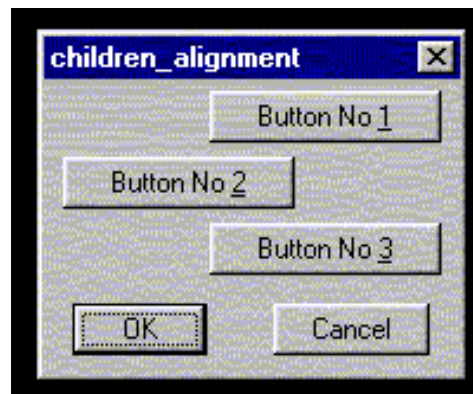 children_alignment
Button No 1
Button No 2
Button No 3
OK Cancel